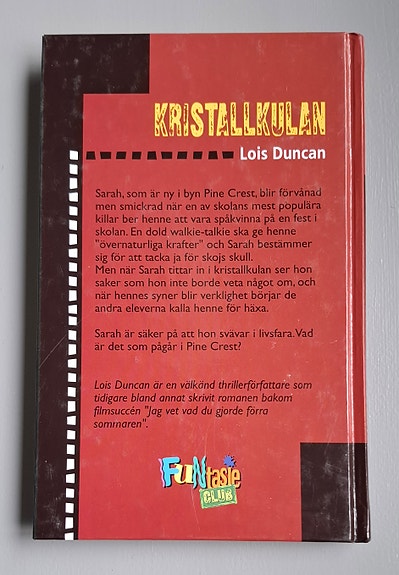 KRISTALLKULAN
Lois Duncan
Sarah, som är ny i byn Pine Crest, blir förvånad
men smickrad när en av skolans mest populära
killar ber henne att vara spåkvinna på en fest i
skolan. En dold walkie-talkie ska ge henne
"övernaturliga krafter" och Sarah bestämmer
sig för att tacka ja för skojs skull.
Men när Sarah tittar in i kristallkulan ser hon
saker som hon inte borde veta något om, och
när hennes syner blir verklighet börjar de
andra eleverna kalla henne för häxa.
Sarah är säker på att hon svävar i livsfara. Vad
är det som pågår i Pine Crest?
Lois Duncan är en välkänd thrillerförfattare som
tidigare bland annat skrivit romanen bakom
filmsuccén "Jag vet vad du gjorde förra
sommaren".
FUNtasie
CLUB